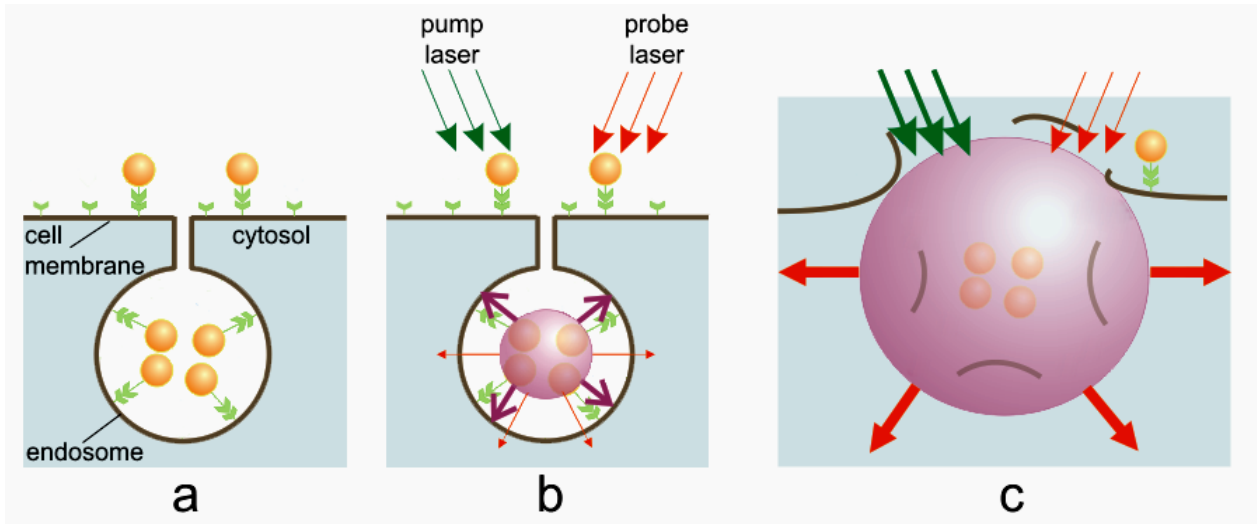 pump
laser
probe
laser
cell
membrane
cytosol
endosome
a
b
c